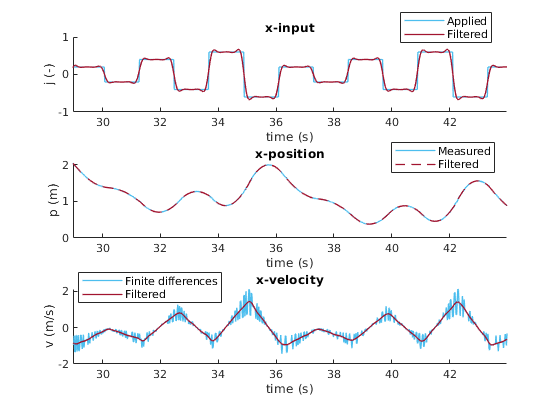 x-input
Applied
Filtered
j (-)
1
0
-1
30 32 34 36 38 40 42
time (s)
x-position
Measured
Filtered
p (m)
2
1
0
30 32 34 36 38 40 42
time (s)
x-velocity
Finite differences
Filtered
v (m/s)
2
0
-2
30 32 34 36 38 40 42
time (s)